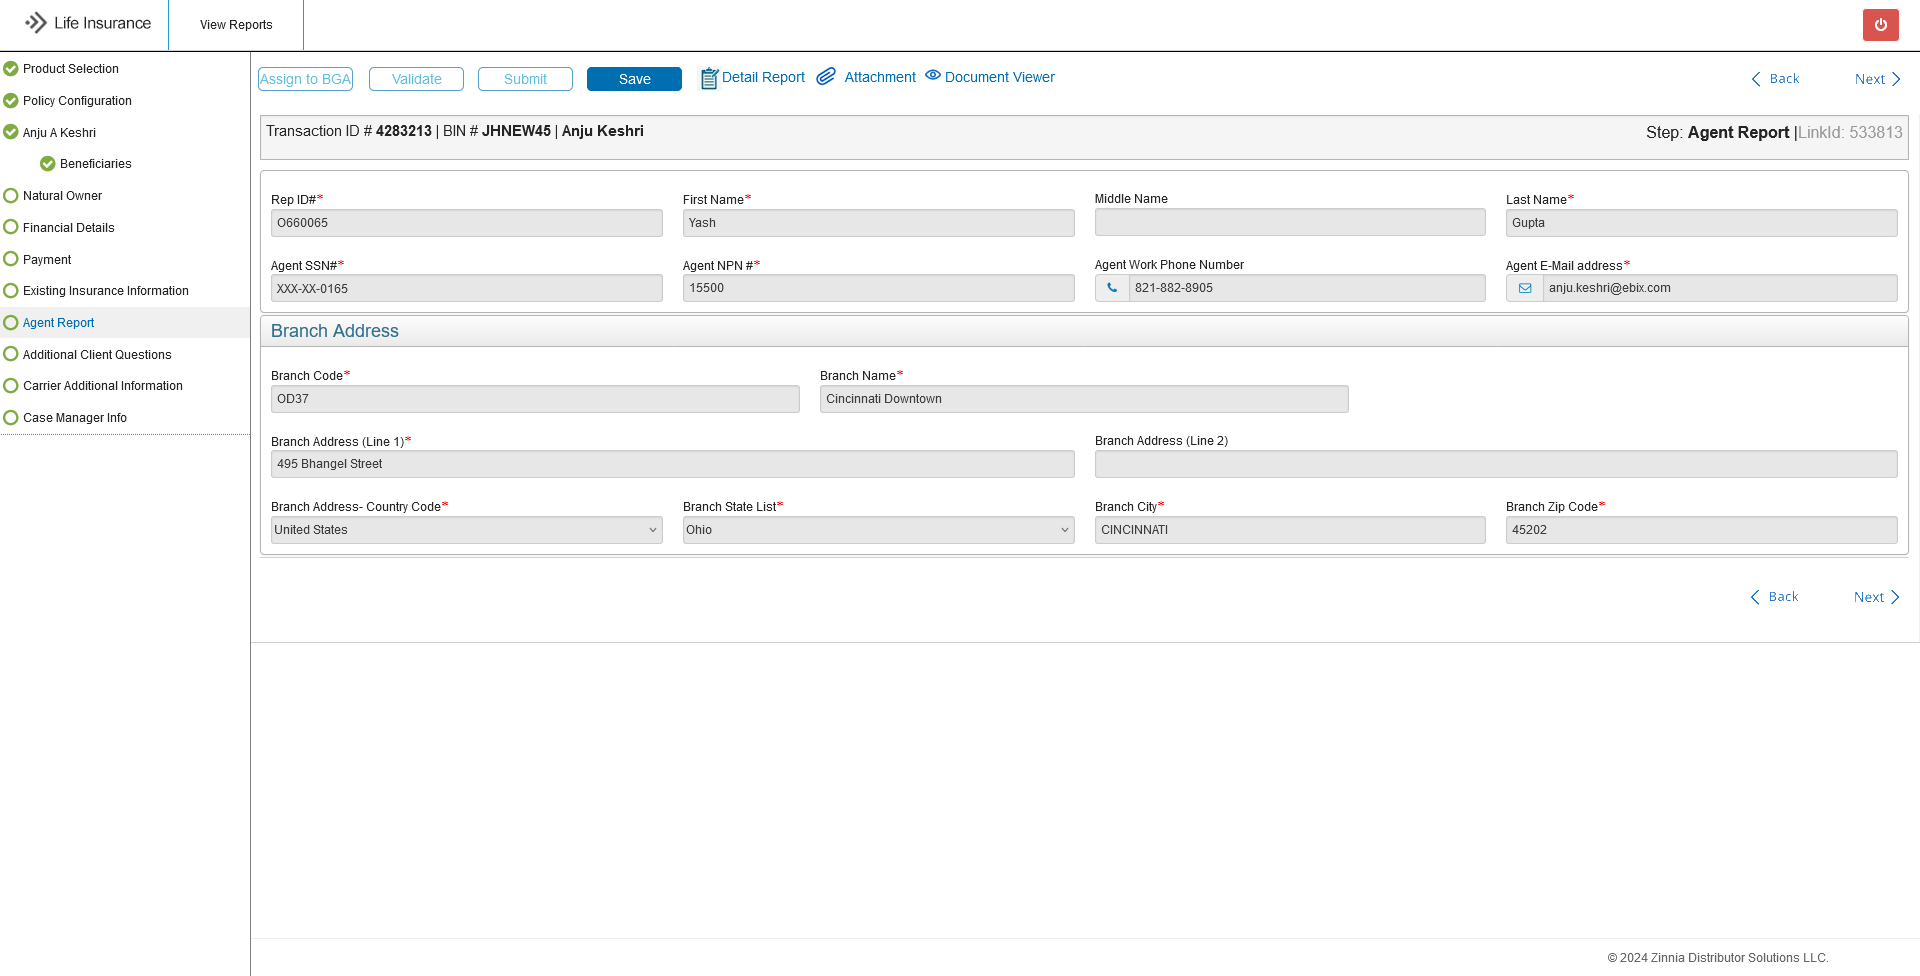 Life Insurance
View Reports
Product Selection
Policy Configuration
Anju A Keshri
Beneficiaries
Natural Owner
Financial Details
Payment
Existing Insurance Information
Agent Report
Additional Client Questions
Carrier Additional Information
Case Manager Info
Assign to BGA Validate Submit Save Detail Report Attachment Document Viewer Back Next
Transaction ID # 4283213 | BIN # JHNEW45 | Anju Keshri Step: Agent Report |LinkId: 533813
Rep ID#* First Name* Middle Name Last Name*
O660065 Yash Gupta
Agent SSN#* Agent NPN #* Agent Work Phone Number Agent E-Mail address*
XXX-XX-0165 15500 821-882-8905 anju.keshri@ebix.com
Branch Address
Branch Code* Branch Name*
OD37 Cincinnati Downtown
Branch Address (Line 1)* Branch Address (Line 2)
495 Bhangel Street
Branch Address- Country Code* Branch State List* Branch City* Branch Zip Code*
United States Ohio CINCINNATI 45202
Back Next
© 2024 Zinnia Distributor Solutions LLC.